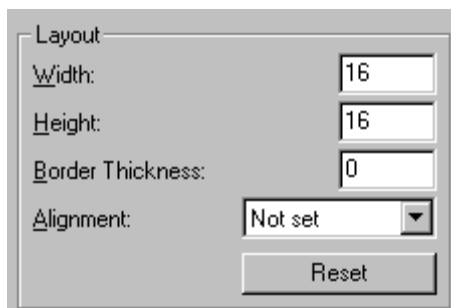 Layout
Width: 16
Height: 16
Border Thickness: 0
Alignment: Not set
Reset